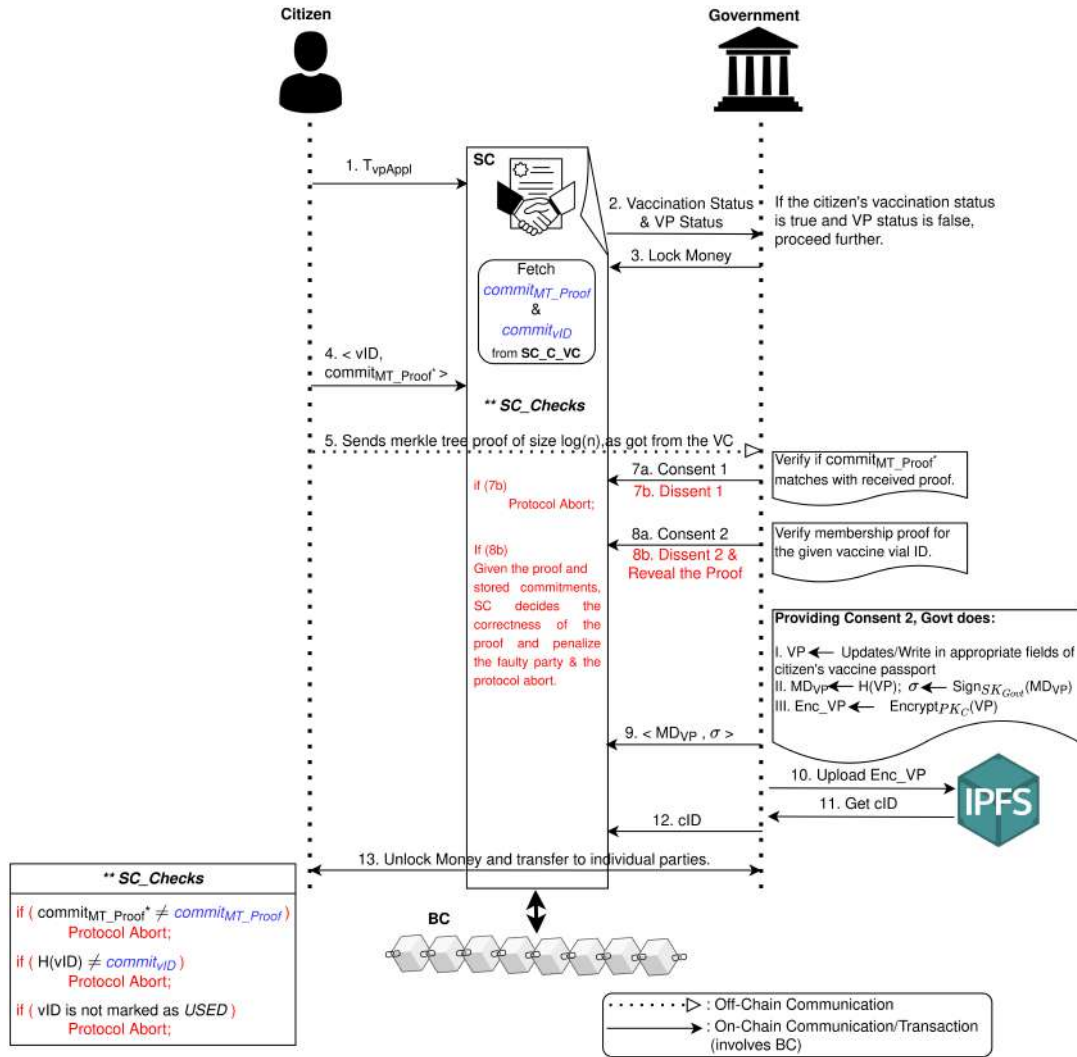 Citizen
Government
SC
1. TvpAppl
2. Vaccination Status
& VP Status
If the citizen's vaccination status
is true and VP status is false,
proceed further.
3. Lock Money
Fetch
commitMT_Proof
&
commitvID
from SC_C_VC
4. < vID,
commitMT_Proof* >
** SC_Checks
5. Sends merkle tree proof of size log(n),as got from the VC
Verify if commitMT_Proof*
matches with received proof.
7a. Consent 1
7b. Dissent 1
if (7b)
Protocol Abort;
8a. Consent 2
8b. Dissent 2 &
Reveal the Proof
Verify membership proof for
the given vaccine vial ID.
If (8b)
Given the proof and
stored commitments,
SC decides the
correctness of the
proof and penalize
the faulty party & the
protocol abort.
Providing Consent 2, Govt does:
I. VP ← Updates/Write in appropriate fields of
citizen's vaccine passport
II. MDVP ← H(VP); σ ← SignSKGovt(MDVP)
III. Enc_VP ← EncryptPKC(VP)
9. < MDVP , σ >
10. Upload Enc_VP
IPFS
11. Get cID
12. cID
13. Unlock Money and transfer to individual parties.
** SC_Checks
if ( commitMT_Proof* ≠ commitMT_Proof )
Protocol Abort;
if ( H(vID) ≠ commitvID )
Protocol Abort;
if ( vID is not marked as USED )
Protocol Abort;
BC
: Off-Chain Communication
: On-Chain Communication/Transaction
(involves BC)